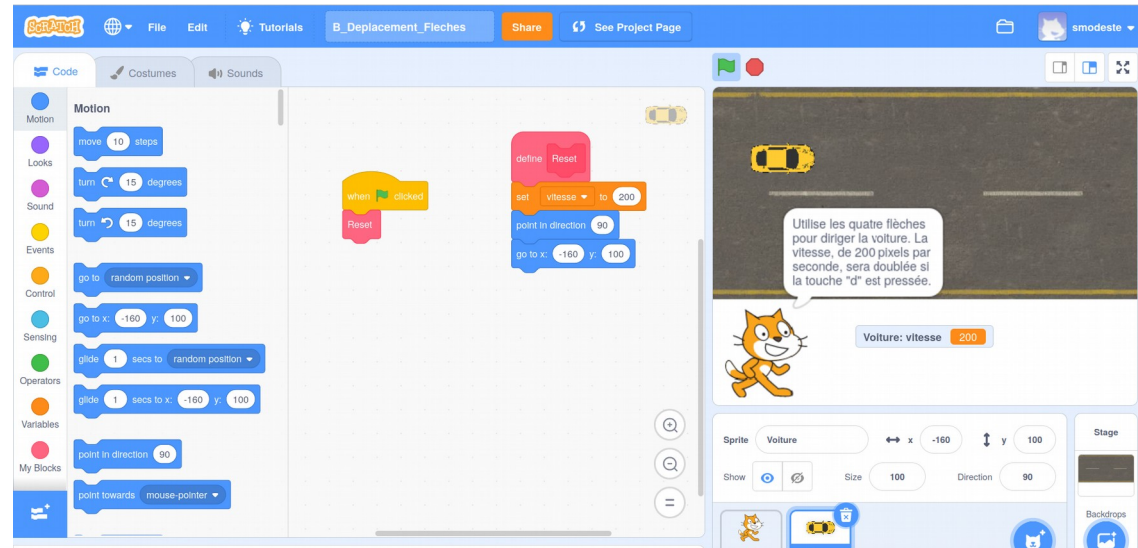 SCRATCH File Edit Tutorials B_Deplacement_Fleches Share See Project Page smodeste
Code Costumes Sounds
Motion
Looks
Sound
Events
Control
Sensing
Operators
Variables
My Blocks
Motion
move 10 steps
turn 15 degrees
turn 15 degrees
go to random position
go to x: -160 y: 100
glide 1 secs to random position
glide 1 secs to x: -160 y: 100
point in direction 90
point towards mouse-pointer
when clicked
Reset
define Reset
set vitesse to 200
point in direction 90
go to x: -160 y: 100
Utilise les quatre flèches
pour diriger la voiture. La
vitesse, de 200 pixels par
seconde, sera doublée si
la touche "d" est pressée.
Voiture: vitesse 200
Sprite Voiture x -160 y 100
Show Size 100 Direction 90
Stage
Backdrops